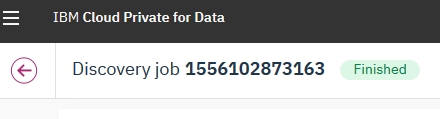 IBM Cloud Private for Data
Discovery job 1556102873163 Finished